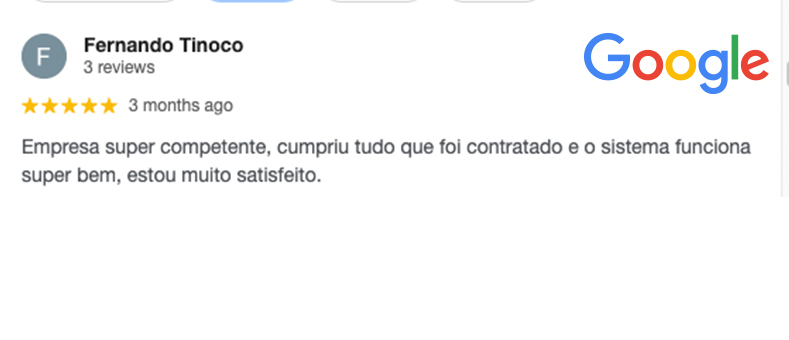 Fernando Tinoco
Google
F
3 reviews
3 months ago
Empresa super competente, cumpriu tudo que foi contratado e o sistema funciona
super bem, estou muito satisfeito.